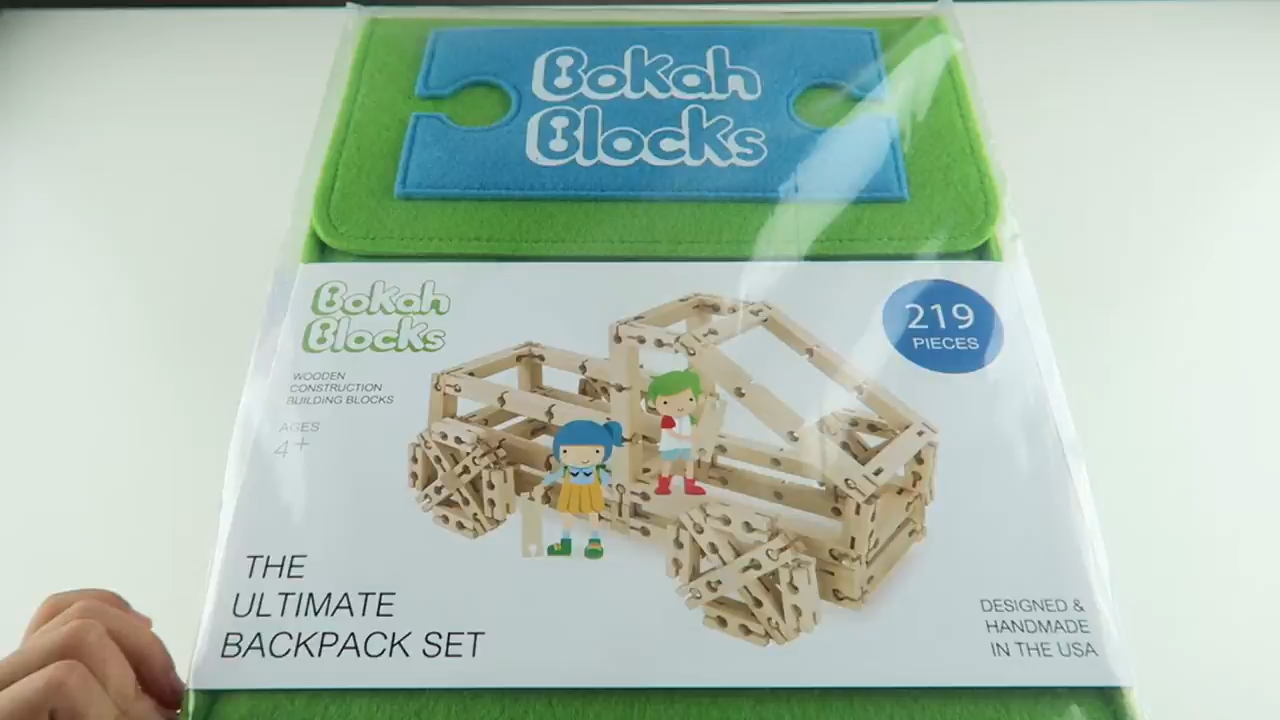 Bokah
Blocks
Bokah
Blocks
WOODEN
CONSTRUCTION
BUILDING BLOCKS
AGES
4+
219
PIECES
THE
ULTIMATE
BACKPACK SET
DESIGNED &
HANDMADE
IN THE USA